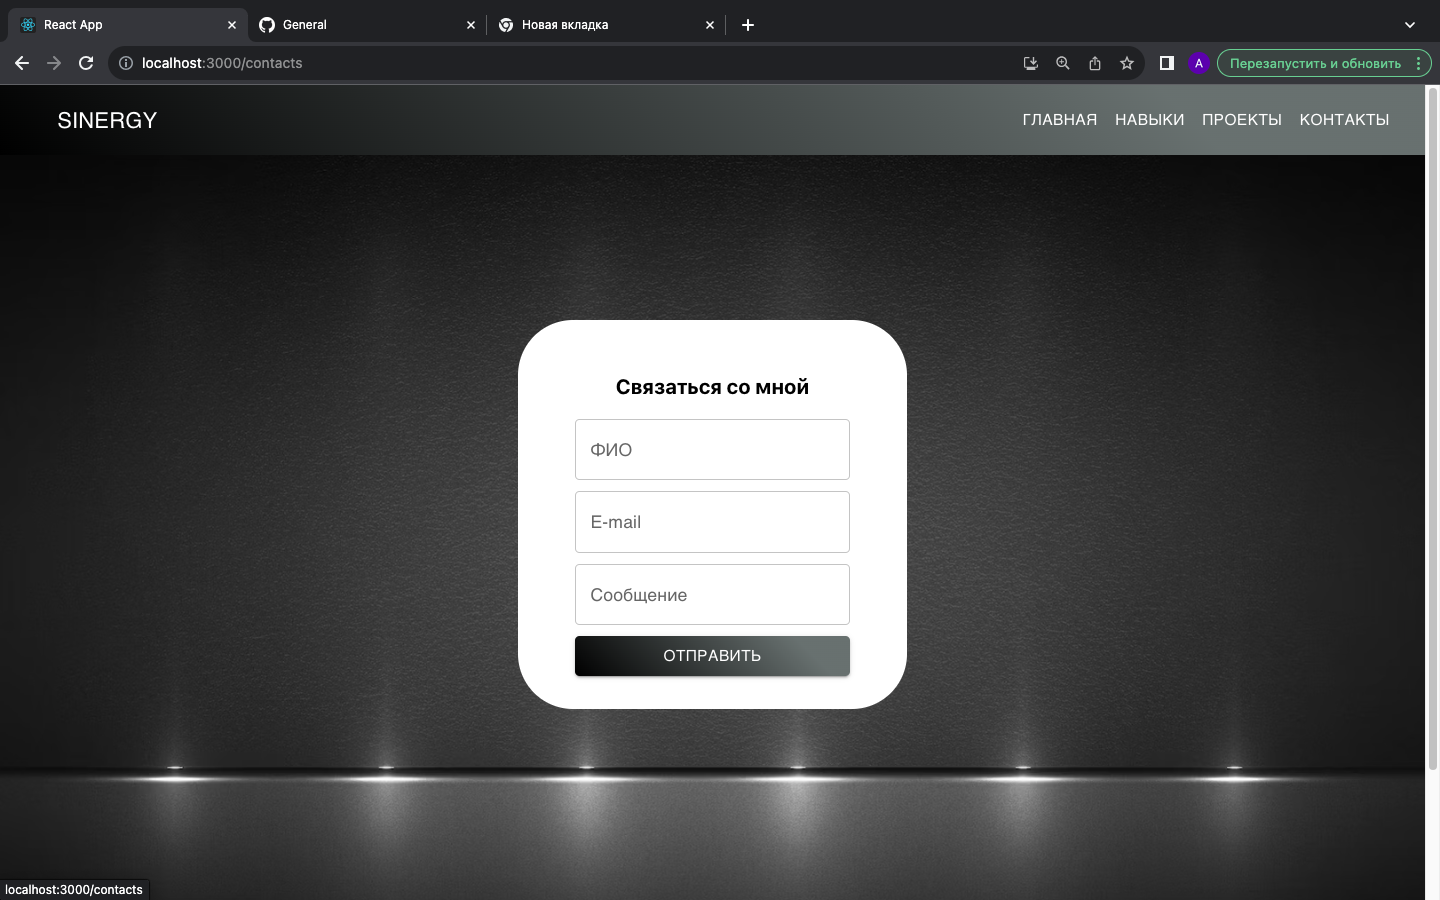 React App
General
Новая вкладка
localhost:3000/contacts
A
Перезапустить и обновить
SINERGY
ГЛАВНАЯ НАВЫКИ ПРОЕКТЫ КОНТАКТЫ
Связаться со мной
ФИО
E-mail
Сообщение
ОТПРАВИТЬ
localhost:3000/contacts